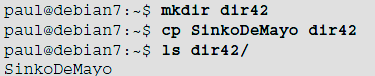 paul@debian7:~$ mkdir dir42
paul@debian7:~$ cp SinkoDeMayo dir42
paul@debian7:~$ ls dir42/
SinkoDeMayo